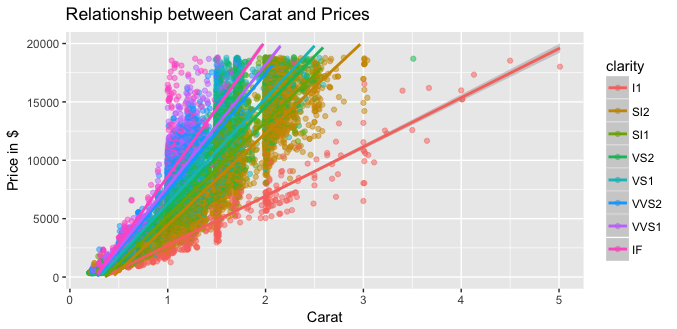 Relationship between Carat and Prices
20000
15000
10000
5000
0
Price in $
0 1 2 3 4 5
Carat
clarity
I1
SI2
SI1
VS2
VS1
VVS2
VVS1
IF